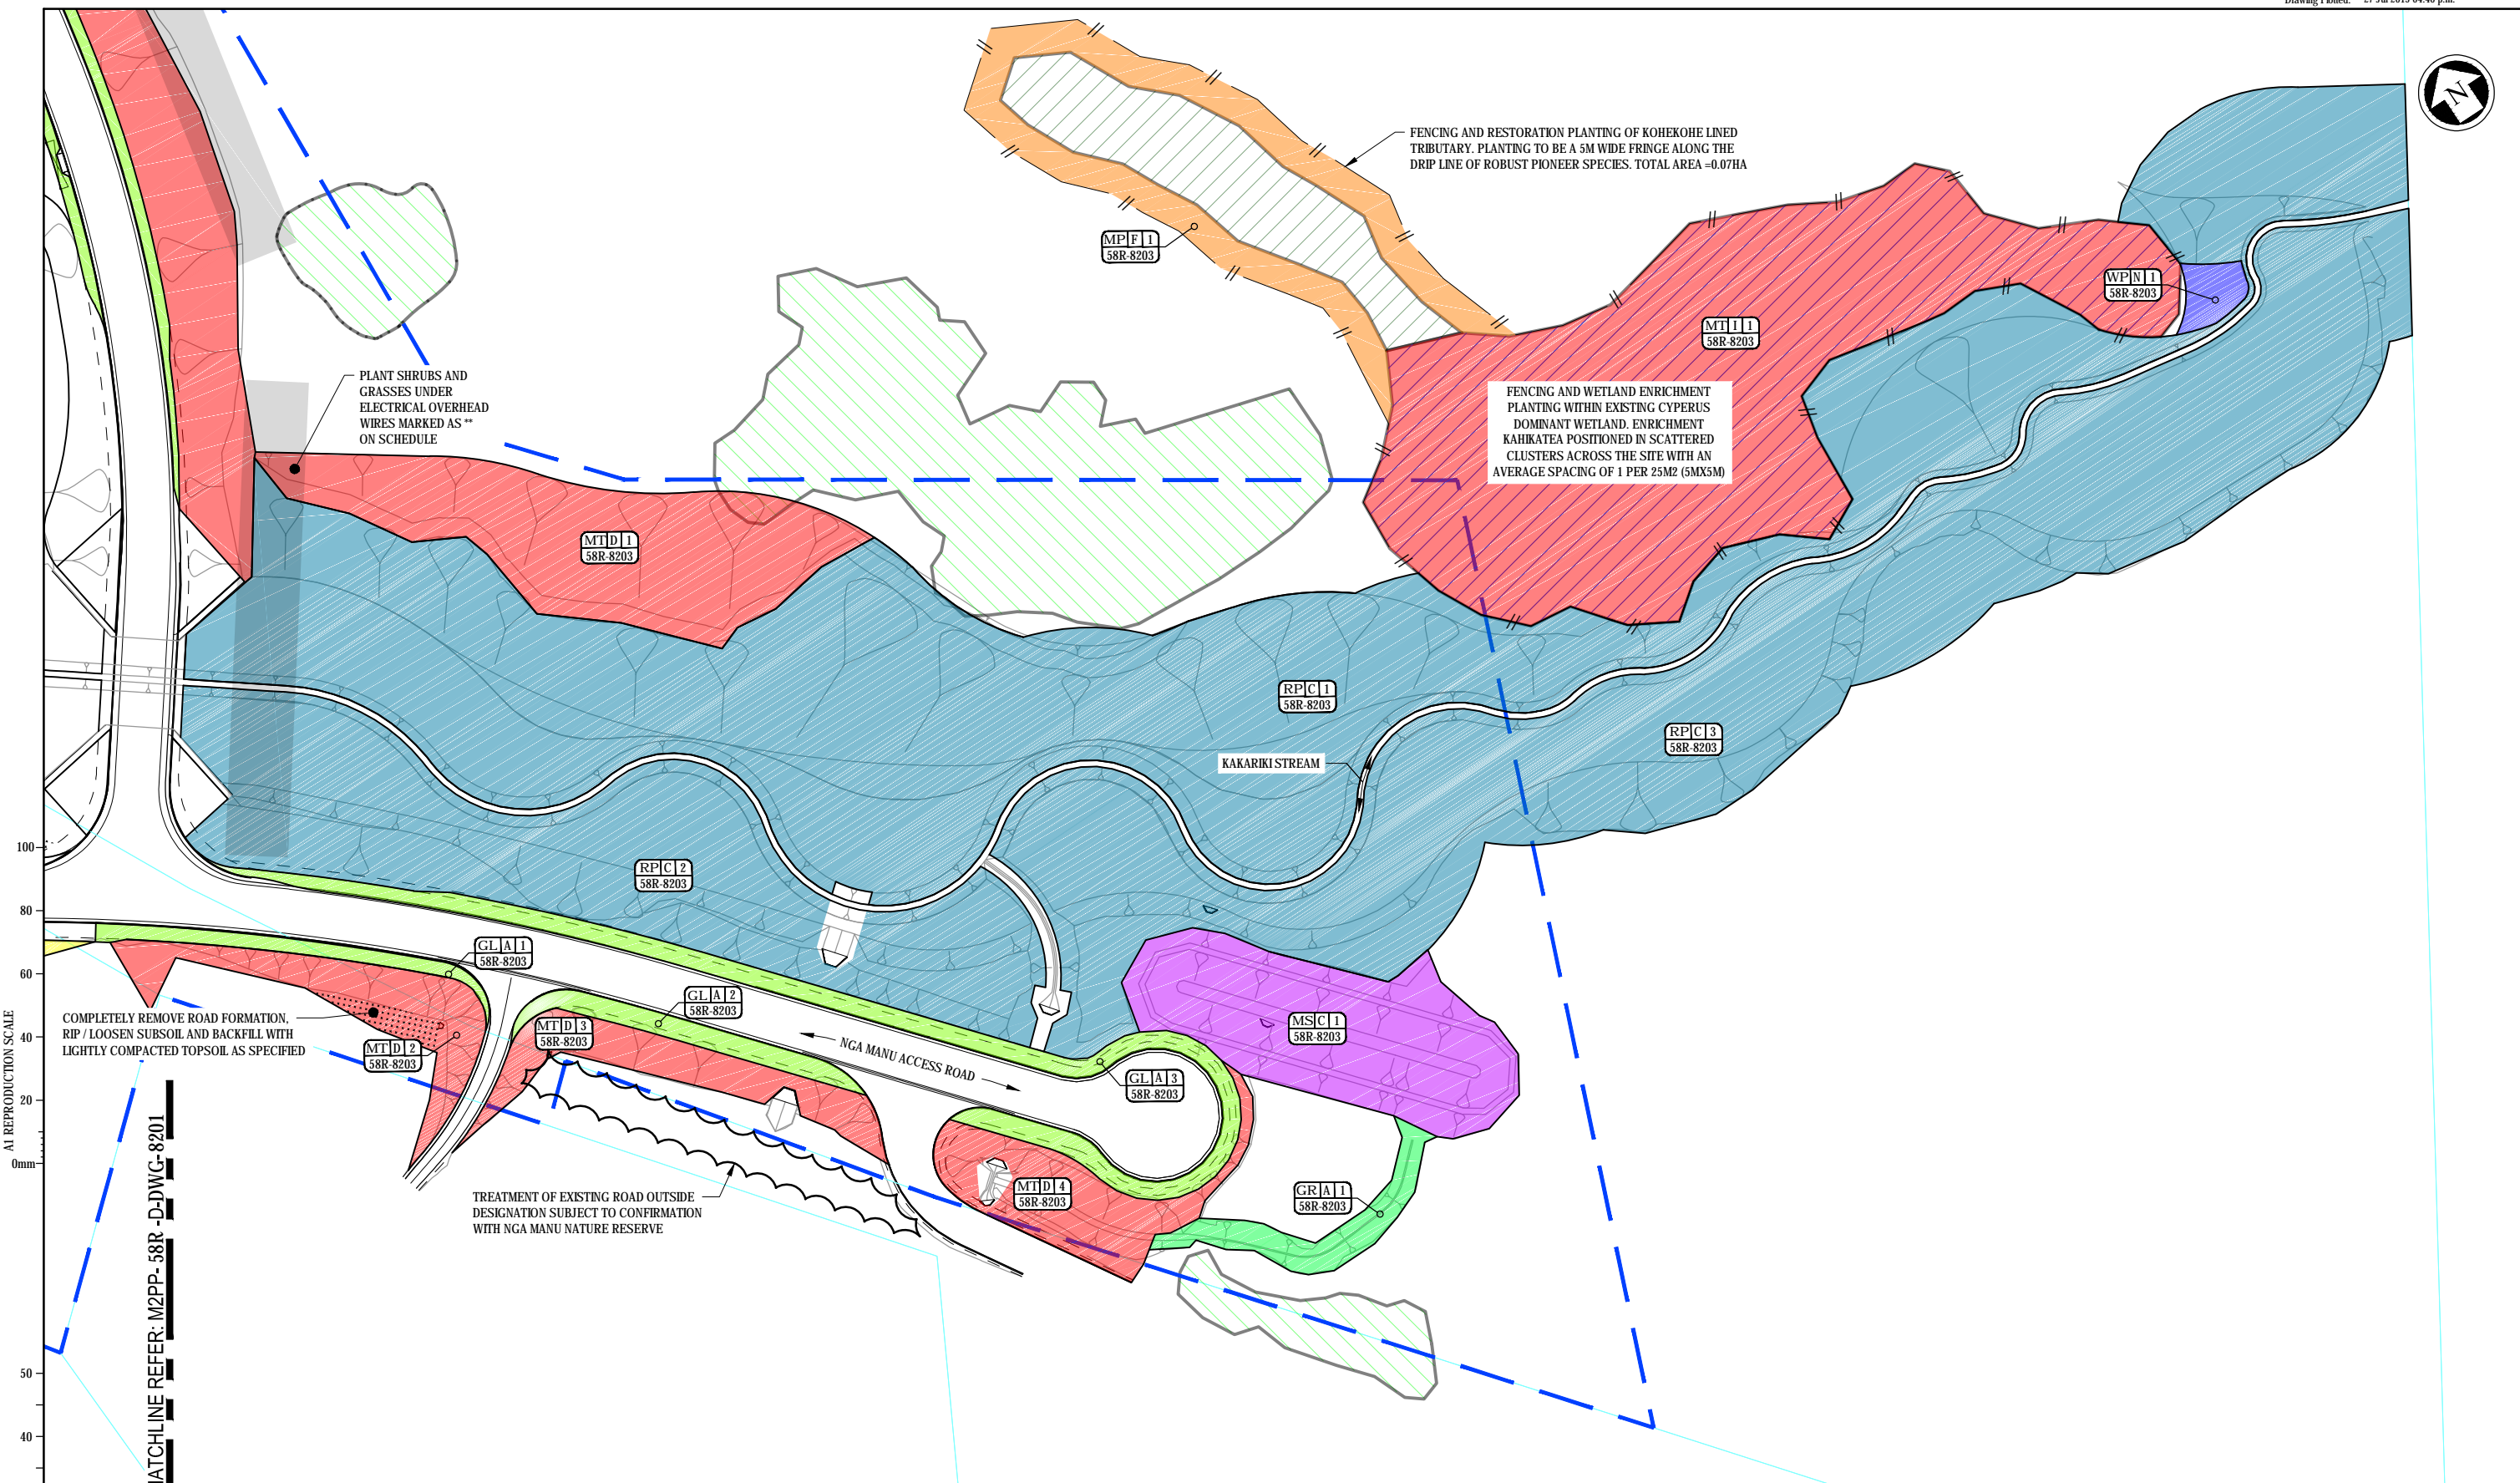 Drawing Plotted: 27 Jul 2015 04:46 p.m.
N
FENCING AND RESTORATION PLANTING OF KOHEKOHE LINED
TRIBUTARY. PLANTING TO BE A 5M WIDE FRINGE ALONG THE
DRIP LINE OF ROBUST PIONEER SPECIES. TOTAL AREA =0.07HA
MP F 1
58R-8203
WP N 1
58R-8203
MT I 1
58R-8203
PLANT SHRUBS AND
GRASSES UNDER
ELECTRICAL OVERHEAD
WIRES MARKED AS **
ON SCHEDULE
FENCING AND WETLAND ENRICHMENT
PLANTING WITHIN EXISTING CYPERUS
DOMINANT WETLAND. ENRICHMENT
KAHIKATEA POSITIONED IN SCATTERED
CLUSTERS ACROSS THE SITE WITH AN
AVERAGE SPACING OF 1 PER 25M2 (5MX5M)
MT D 1
58R-8203
RP C 1
58R-8203
RP C 3
58R-8203
KAKARIKI STREAM
RP C 2
58R-8203
GL A 1
58R-8203
GL A 2
58R-8203
MT D 3
58R-8203
MS C 1
58R-8203
COMPLETELY REMOVE ROAD FORMATION,
RIP / LOOSEN SUBSOIL AND BACKFILL WITH
LIGHTLY COMPACTED TOPSOIL AS SPECIFIED
MT D 2
58R-8203
NGA MANU ACCESS ROAD
GL A 3
58R-8203
MT D 4
58R-8203
GR A 1
58R-8203
TREATMENT OF EXISTING ROAD OUTSIDE
DESIGNATION SUBJECT TO CONFIRMATION
WITH NGA MANU NATURE RESERVE
MATCHLINE REFER: M2PP- 58R -D-DWG-8201
A1 REPRODUCTION SCALE
100
80
60
40
20
0mm
50
40